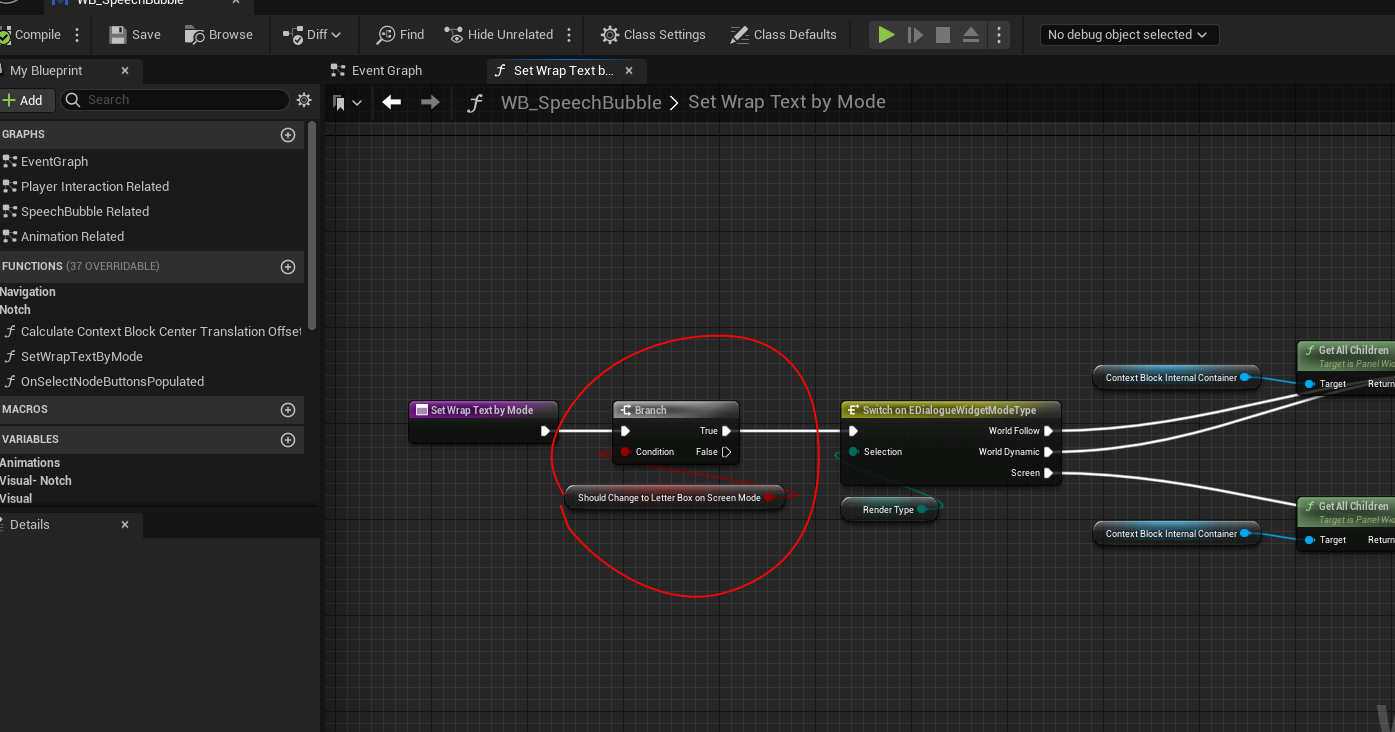 WB_SpeechBubble
Compile
Save
Browse
Diff
Find
Hide Unrelated
Class Settings
Class Defaults
No debug object selected
My Blueprint
Event Graph
Set Wrap Text b...
Add
Search
WB_SpeechBubble > Set Wrap Text by Mode
GRAPHS
EventGraph
Player Interaction Related
SpeechBubble Related
Animation Related
FUNCTIONS (37 OVERRIDABLE)
Navigation
Notch
Calculate Context Block Center Translation Offset
SetWrapTextByMode
OnSelectNodeButtonsPopulated
MACROS
VARIABLES
Animations
Visual- Notch
Visual
Details
Set Wrap Text by Mode
Branch
True
Condition
False
Should Change to Letter Box on Screen Mode
Switch on EDialogueWidgetModeType
World Follow
Selection
World Dynamic
Screen
Render Type
Context Block Internal Container
Get All Children
Target is Panel Wid
Target
Return
Context Block Internal Container
Get All Children
Target is Panel Wid
Target
Return